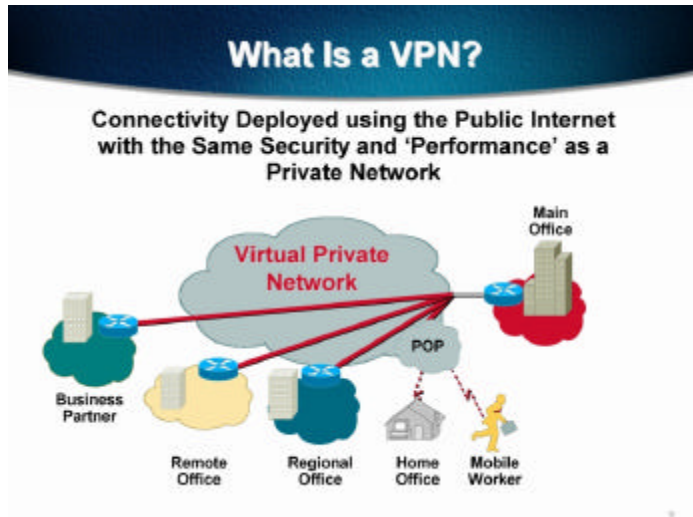 What Is a VPN?
Connectivity Deployed using the Public Internet
with the Same Security and ‘Performance’ as a
Private Network
Main
Office
Virtual Private
Network
POP
Business
Partner
Remote
Office
Regional
Office
Home
Office
Mobile
Worker